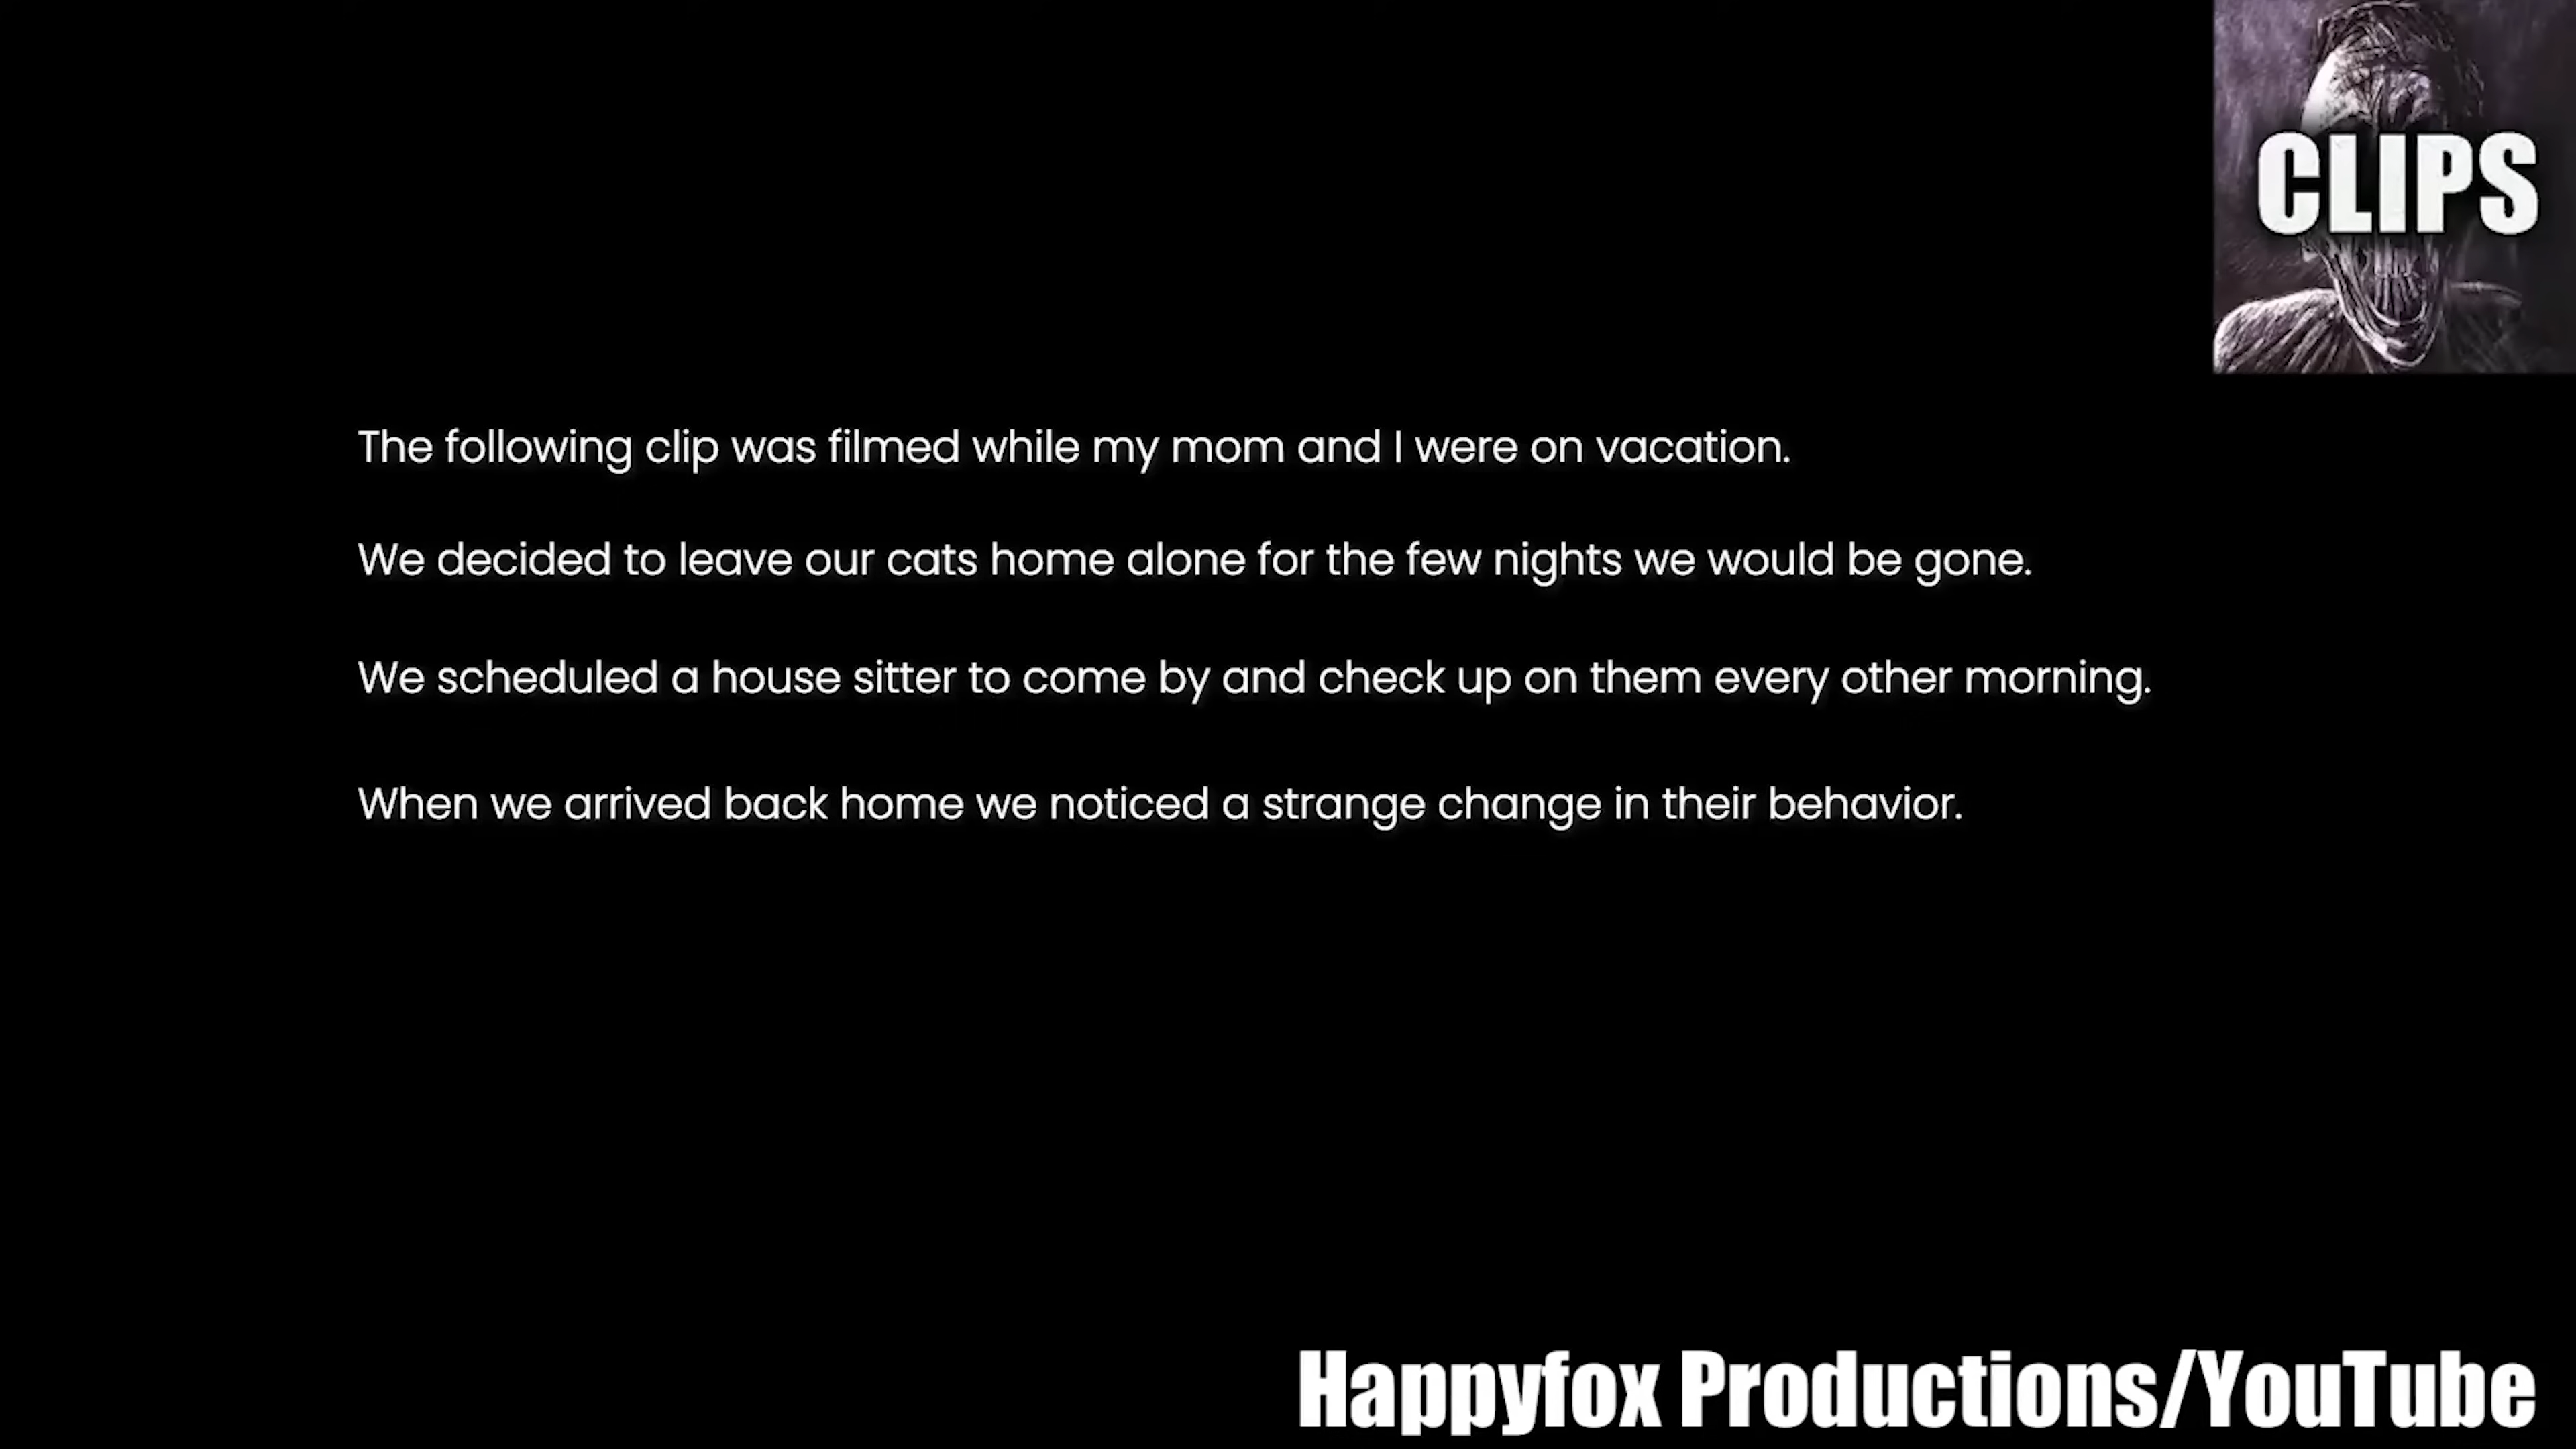 CLIPS
The following clip was filmed while my mom and I were on vacation.
We decided to leave our cats home alone for the few nights we would be gone.
We scheduled a house sitter to come by and check up on them every other morning.
When we arrived back home we noticed a strange change in their behavior.
Happyfox Productions/YouTube